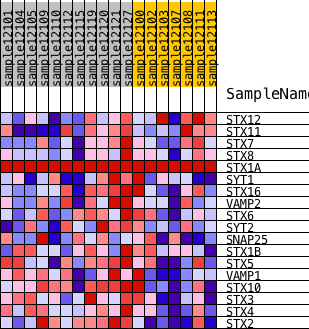 sample12101
sample12104
sample12105
sample12109
sample12112
sample12115
sample12119
sample12120
sample12121
sample12127
sample12100
sample12102
sample12103
sample12107
sample12108
sample12111
sample12113
SampleName
STX12
STX11
STX7
STX8
STX1A
SYT1
STX16
VAMP2
STX6
SYT2
SNAP25
STX1B
STX5
VAMP1
STX10
STX3
STX4
STX2